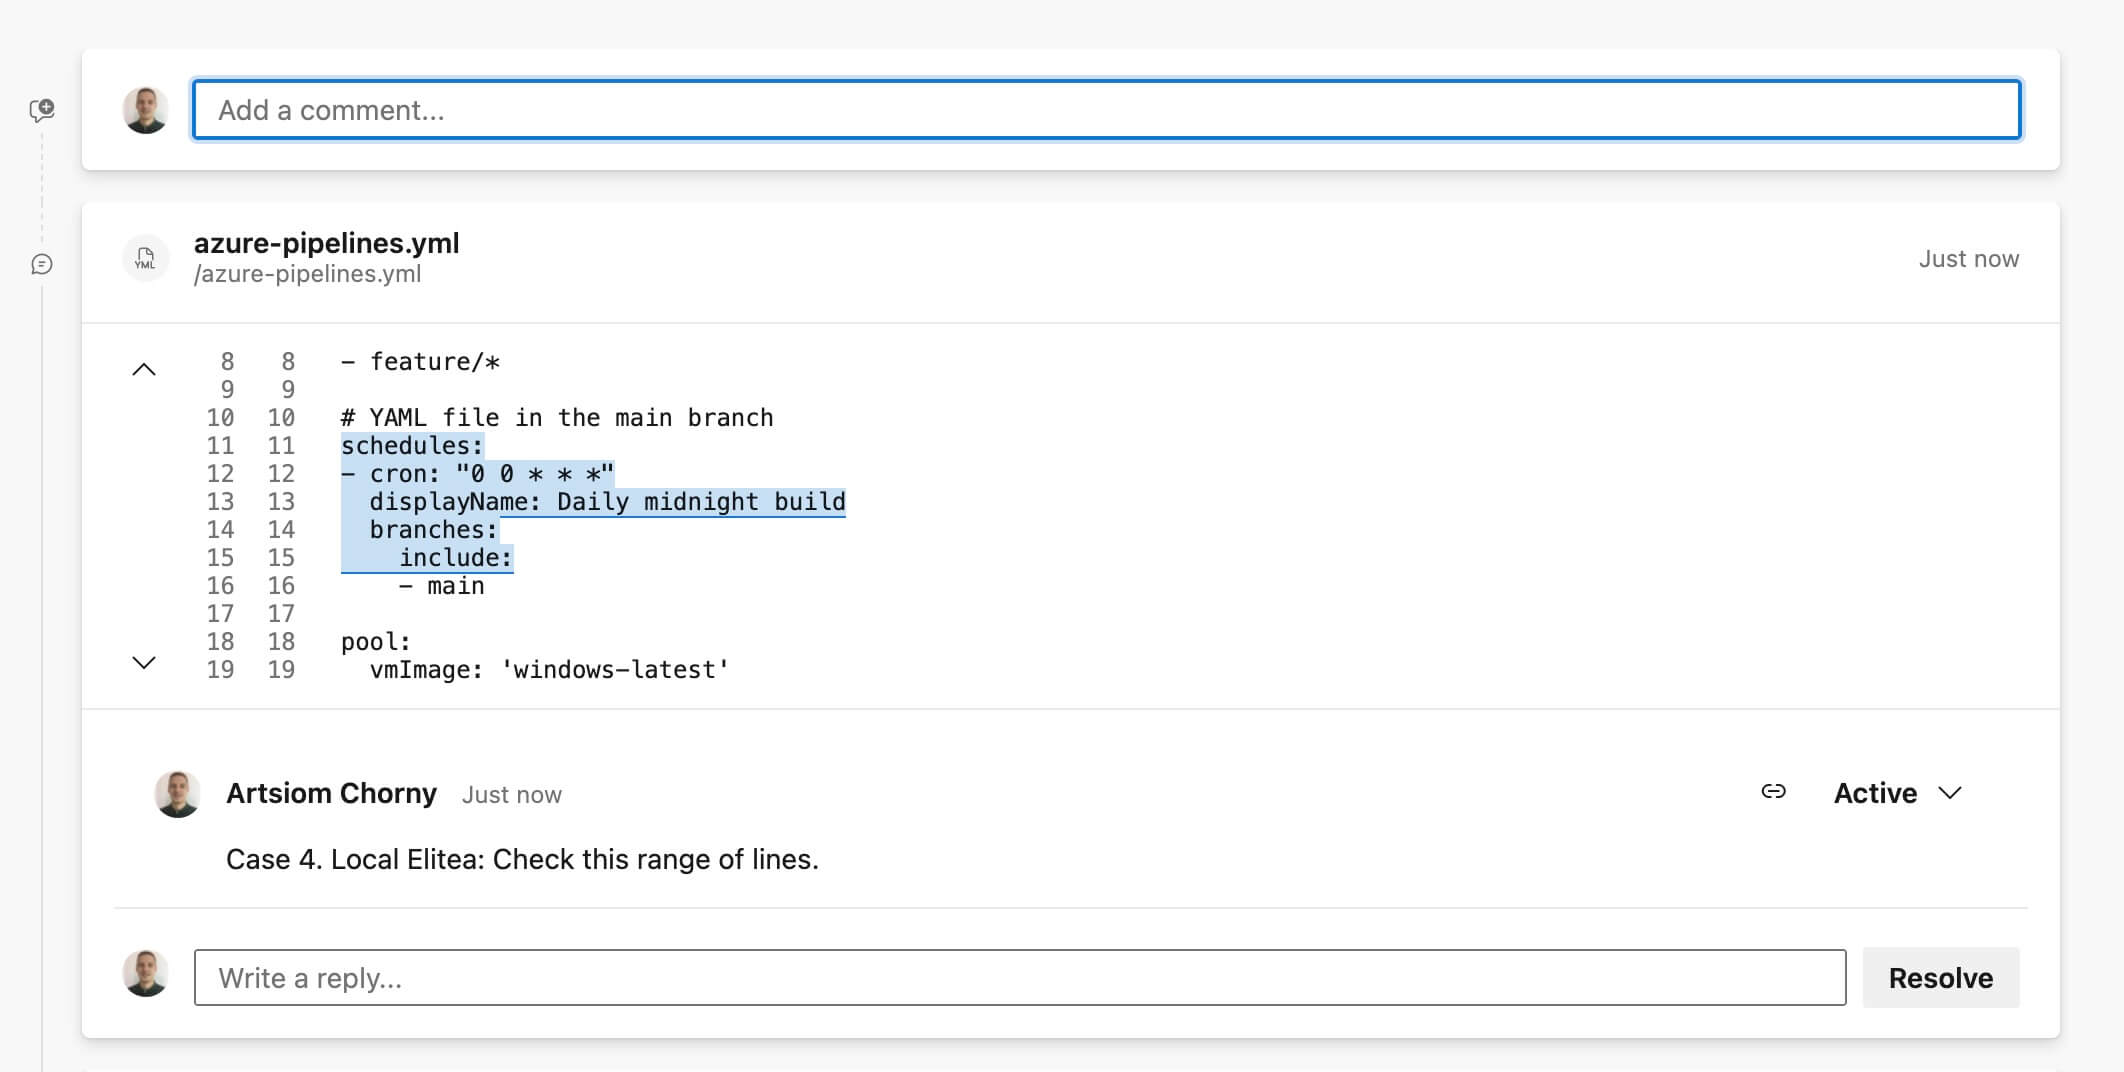 Add a comment...
azure-pipelines.yml
/azure-pipelines.yml
Just now
YML
8 8 - feature/*
9 9
10 10 # YAML file in the main branch
11 11 schedules:
12 12 - cron: "0 0 * * *"
13 13   displayName: Daily midnight build
14 14   branches:
15 15     include:
16 16     - main
17 17
18 18 pool:
19 19   vmImage: 'windows-latest'
Artsiom Chorny Just now
Active
Case 4. Local Elitea: Check this range of lines.
Write a reply...
Resolve